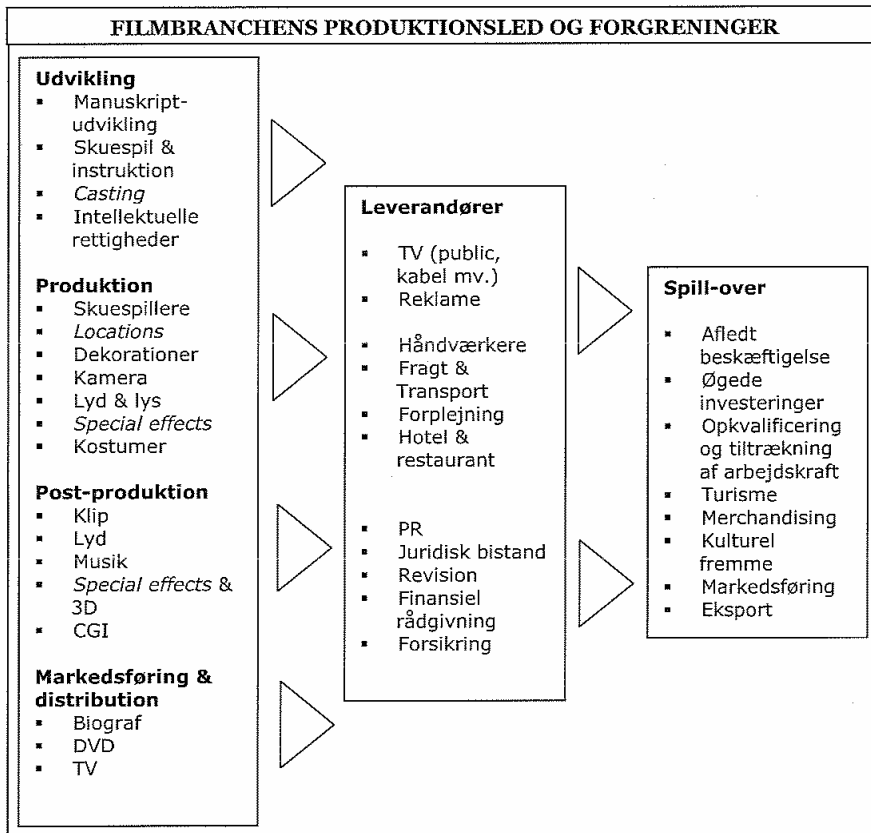 FILMBRANCHENS PRODUKTIONSLED OG FORGRENINGER
Udvikling
▪ Manuskript-
udvikling
▪ Skuespil &
instruktion
▪ Casting
▪ Intellektuelle
rettigheder
Produktion
▪ Skuespillere
▪ Locations
▪ Dekorationer
▪ Kamera
▪ Lyd & lys
▪ Special effects
▪ Kostumer
Post-produktion
▪ Klip
▪ Lyd
▪ Musik
▪ Special effects &
3D
▪ CGI
Markedsføring &
distribution
▪ Biograf
▪ DVD
▪ TV
Leverandører
▪ TV (public,
kabel mv.)
▪ Reklame
▪ Håndværkere
▪ Fragt &
Transport
▪ Forplejning
▪ Hotel &
restaurant
▪ PR
▪ Juridisk bistand
▪ Revision
▪ Finansiel
rådgivning
▪ Forsikring
Spill-over
▪ Afledt
beskæftigelse
▪ Øgede
investeringer
▪ Opkvalificering
og tiltrækning
af arbejdskraft
▪ Turisme
▪ Merchandising
▪ Kulturel
fremme
▪ Markedsføring
▪ Eksport